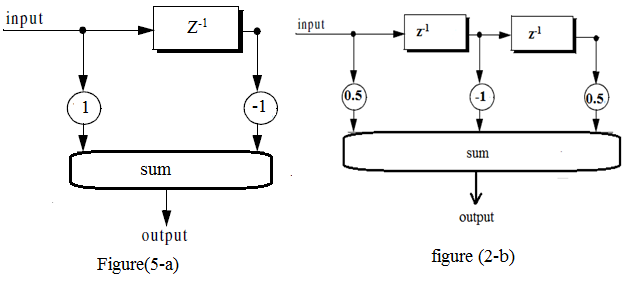 input
Z-1
1
-1
sum
output
Figure(5-a)
input
z-1
z-1
0.5
-1
0.5
sum
output
figure (2-b)